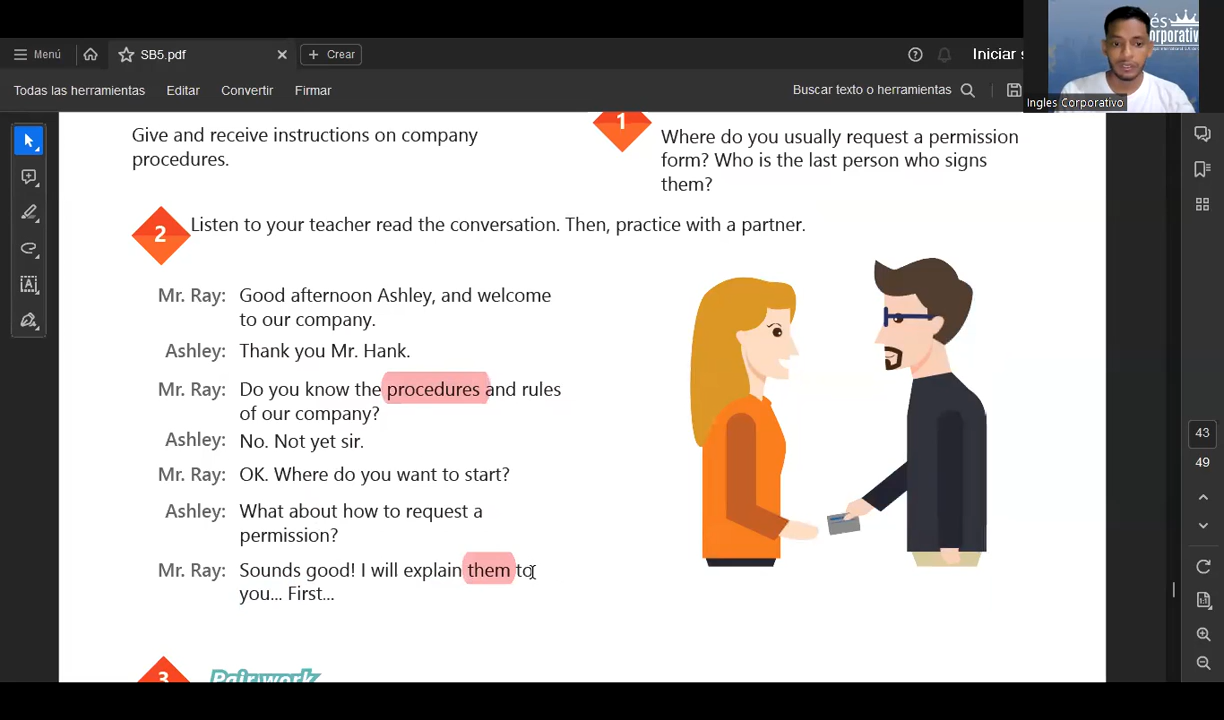 és
orporativ
Ingles Corporativo
Menú
SB5.pdf
Crear
Iniciar s
Todas las herramientas
Editar
Convertir
Firmar
Buscar texto o herramientas
Give and receive instructions on company
procedures.
1
Where do you usually request a permission
form? Who is the last person who signs
them?
2
Listen to your teacher read the conversation. Then, practice with a partner.
Mr. Ray: Good afternoon Ashley, and welcome
to our company.
Ashley: Thank you Mr. Hank.
Mr. Ray: Do you know the procedures and rules
of our company?
Ashley: No. Not yet sir.
Mr. Ray: OK. Where do you want to start?
Ashley: What about how to request a
permission?
Mr. Ray: Sounds good! I will explain them to
you... First...
3
Pair work
43
49